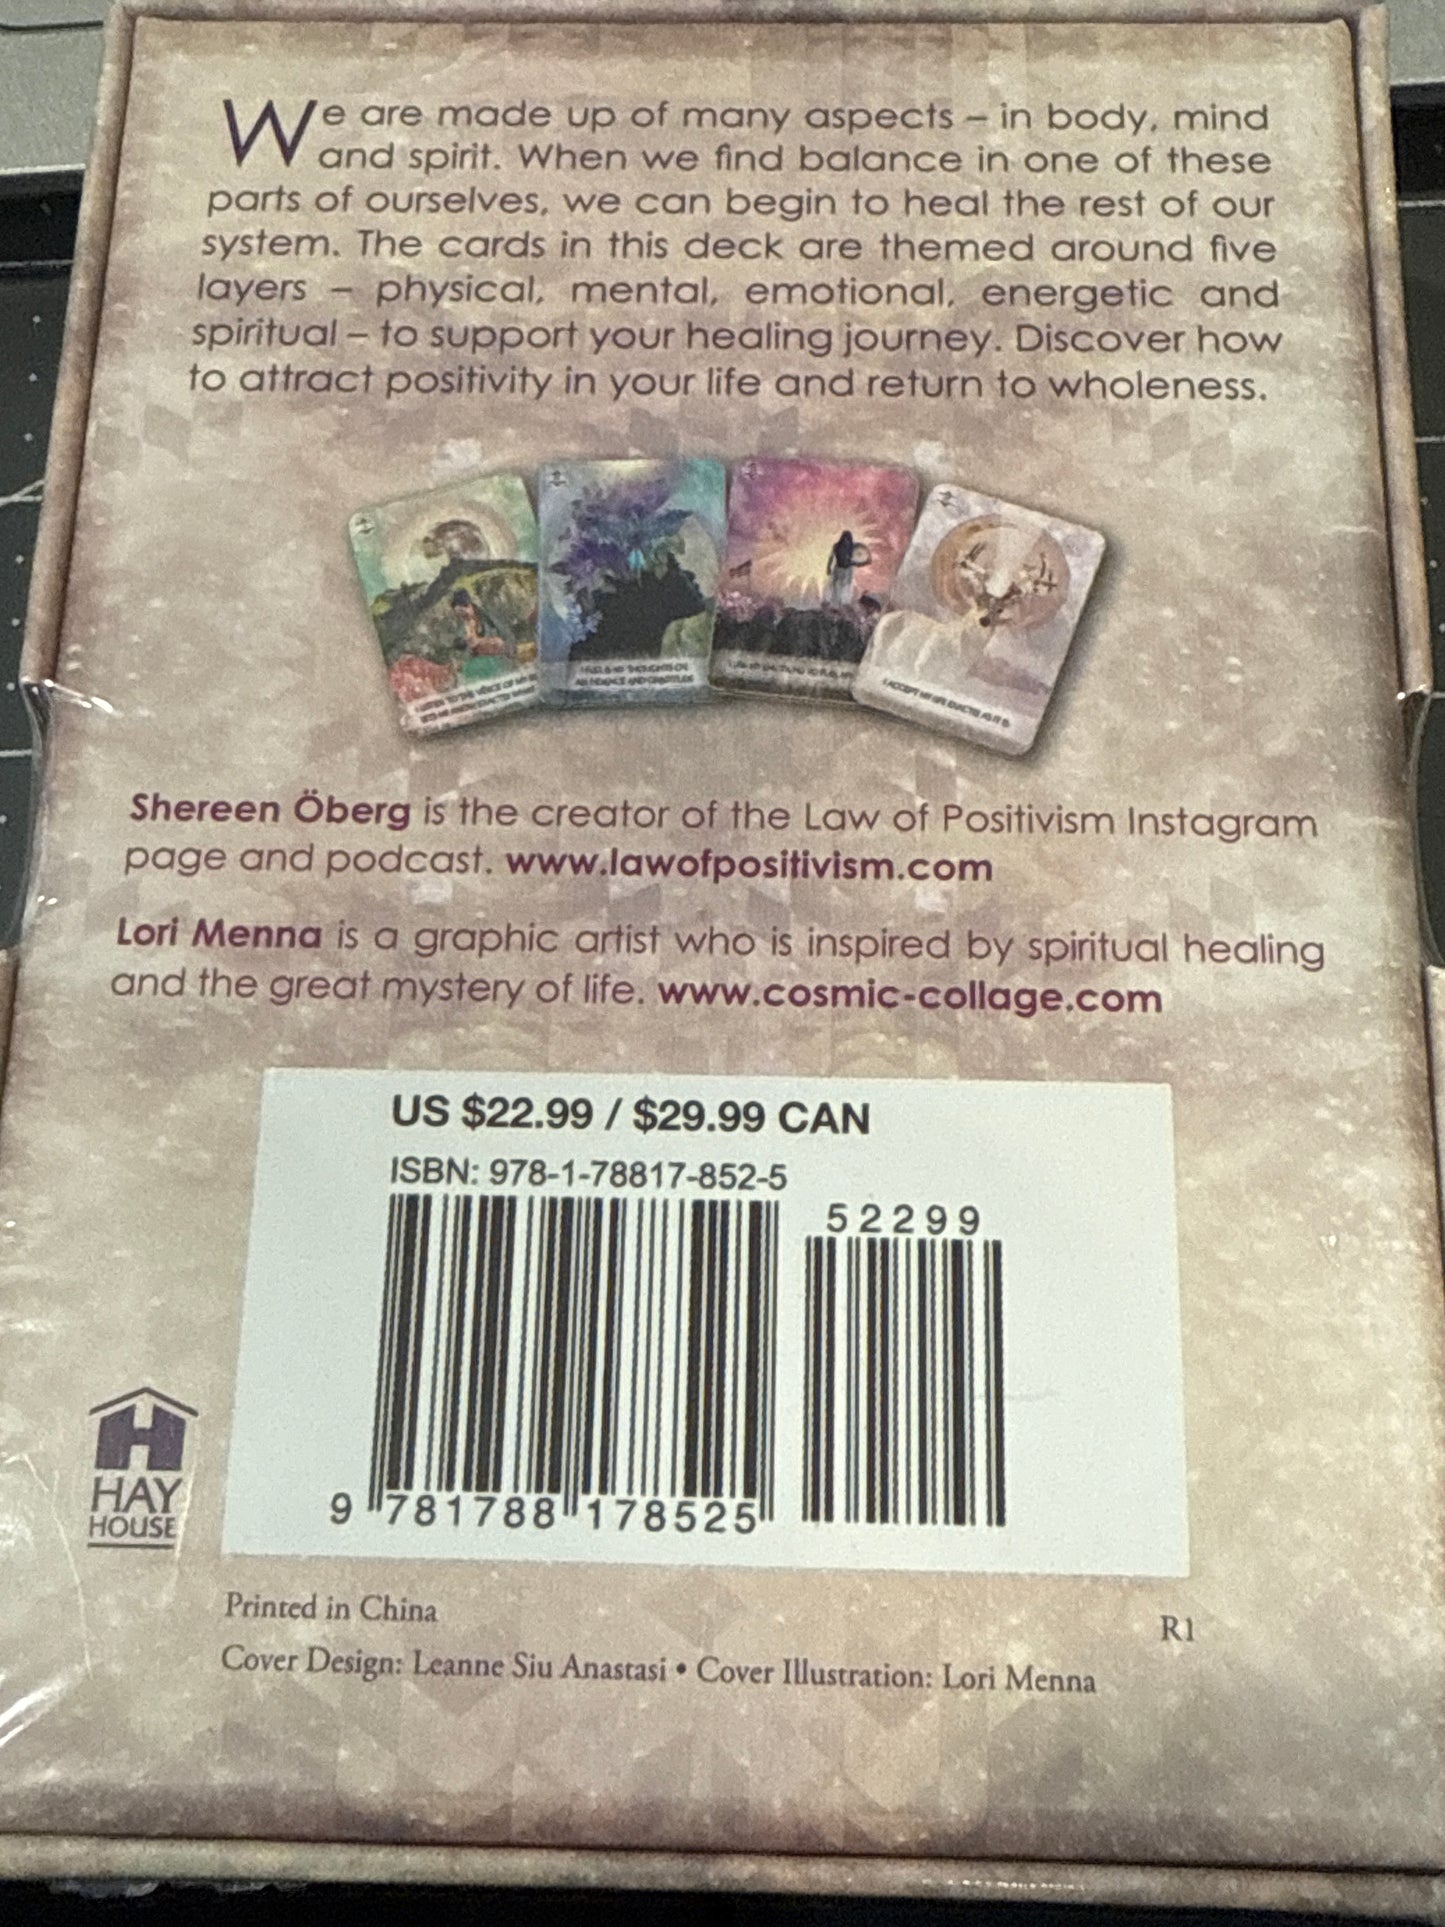 We are made up of many aspects – in body, mind
and spirit. When we find balance in one of these
parts of ourselves, we can begin to heal the rest of our
system. The cards in this deck are themed around five
layers – physical, mental, emotional, energetic and
spiritual – to support your healing journey. Discover how
to attract positivity in your life and return to wholeness.
I ACCEPT MY LIFE EXACTLY AS IT IS.
Shereen Öberg is the creator of the Law of Positivism Instagram
page and podcast. www.lawofpositivism.com
Lori Menna is a graphic artist who is inspired by spiritual healing
and the great mystery of life. www.cosmic-collage.com
US $22.99 / $29.99 CAN
ISBN: 978-1-78817-852-5
52299
9 781788 178525
HAY
HOUSE
Printed in China
R1
Cover Design: Leanne Siu Anastasi • Cover Illustration: Lori Menna